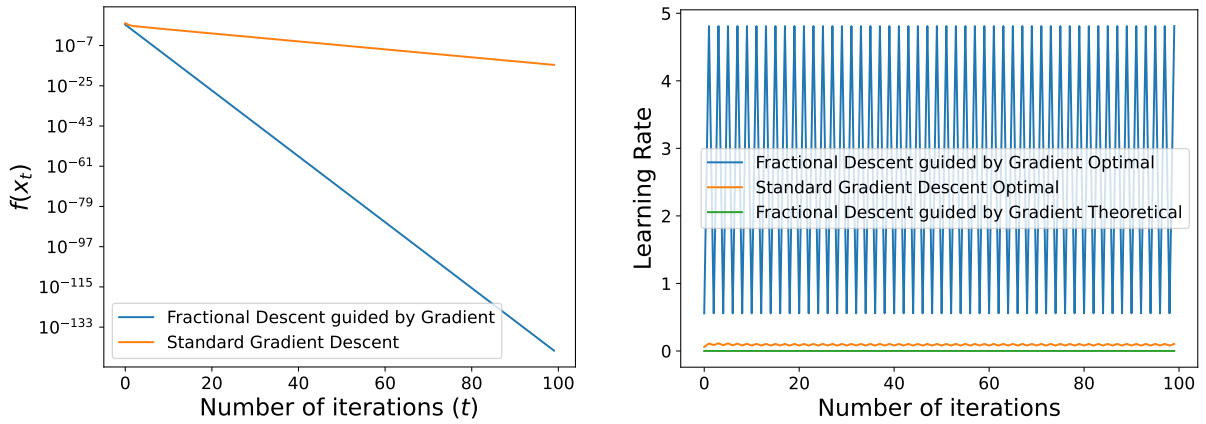 10⁻⁷
10⁻²⁵
10⁻⁴³
10⁻⁶¹
10⁻⁷⁹
10⁻⁹⁷
10⁻¹¹⁵
10⁻¹³³
f(xₜ)
Fractional Descent guided by Gradient
Standard Gradient Descent
0 20 40 60 80 100
Number of iterations (t)
5
4
3
2
1
0
Learning Rate
Fractional Descent guided by Gradient Optimal
Standard Gradient Descent Optimal
Fractional Descent guided by Gradient Theoretical
0 20 40 60 80 100
Number of iterations